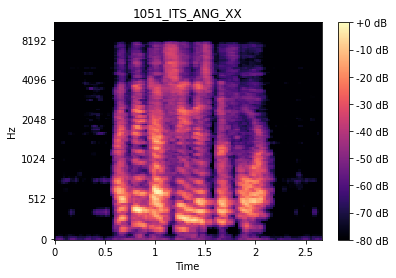 1051_ITS_ANG_XX
+0 dB
8192
-10 dB
4096
-20 dB
-30 dB
Hz
2048
-40 dB
1024
-50 dB
-60 dB
512
-70 dB
0
-80 dB
0 0.5 1 1.5 2 2.5
Time